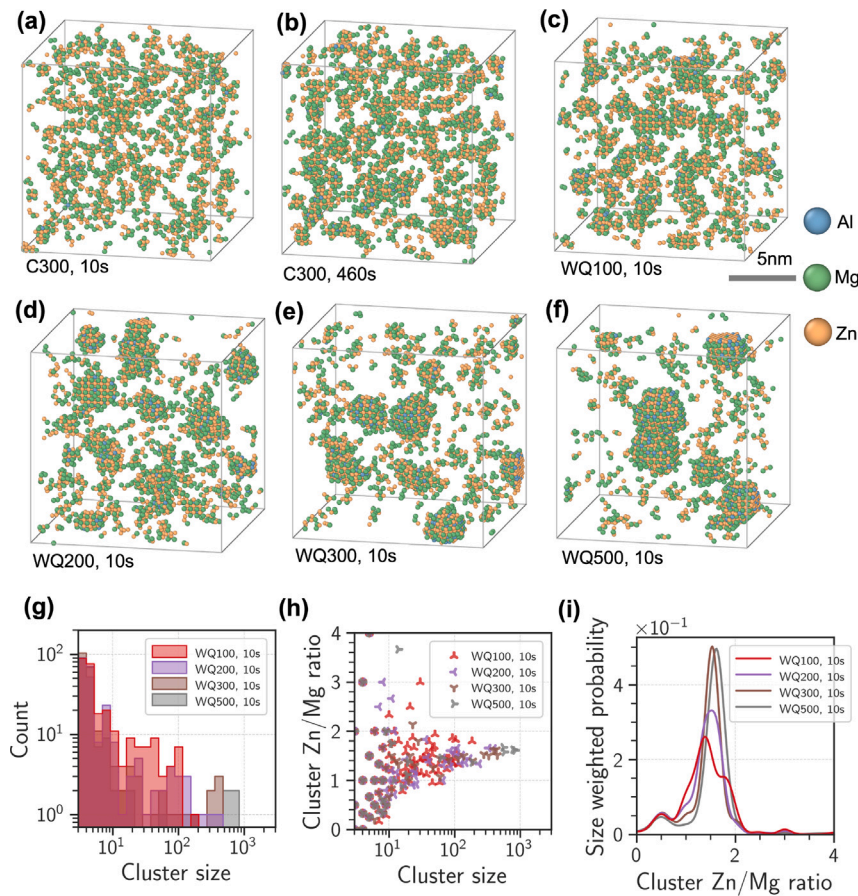 (a)
(b)
(c)
C300, 10s
C300, 460s
WQ100, 10s
Al
5nm
Mg
Zn
(d)
(e)
(f)
WQ200, 10s
WQ300, 10s
WQ500, 10s
(g)
(h)
(i)
Count
10²
10¹
10⁰
WQ100, 10s
WQ200, 10s
WQ300, 10s
WQ500, 10s
10¹ 10² 10³
Cluster size
Cluster Zn/Mg ratio
4
3
2
1
0
WQ100, 10s
WQ200, 10s
WQ300, 10s
WQ500, 10s
10¹ 10² 10³
Cluster size
Size weighted probability
×10⁻¹
4
2
0
WQ100, 10s
WQ200, 10s
WQ300, 10s
WQ500, 10s
0 2 4
Cluster Zn/Mg ratio